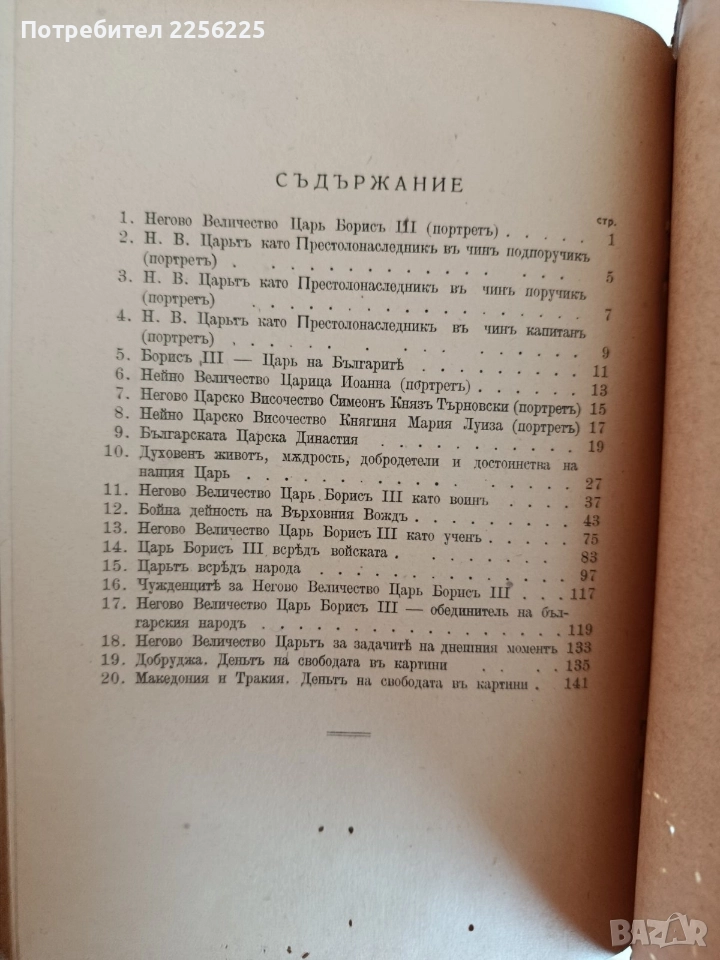 Потребител 2256225
СЪДЪРЖАНИЕ
стр.
1. Негово Величество Царь Борисъ III (портретъ) . . . . . 1
2. Н. В. Царьтъ като Престолонаследникъ въ чинъ подпоручикъ
(портретъ) . . . . . . . . . . . 5
3. Н. В. Царьтъ като Престолонаследникъ въ чинъ поручикъ
(портретъ) . . . . . . . . . . . 7
4. Н. В. Царьтъ като Престолонаследникъ въ чинъ капитанъ
(портретъ) . . . . . . . . . . . 9
5. Борисъ III — Царь на Българитѣ . . . . . . . 11
6. Нейно Величество Царица Иоанна (портретъ) . . . . . 13
7. Негово Царско Височество Симеонъ Князъ Търновски (портретъ) 15
8. Нейно Царско Височество Княгиня Мария Луиза (портретъ) . 17
9. Българската Царска Династия . . . . . . . . 19
10. Духовенъ животъ, мѫдрость, добродетели и достоинства на
нащия Царь . . . . . . . . . . . 27
11. Негово Величество Царь Борисъ III като воинъ . . . . 37
12. Бойна дейность на Върховния Вождъ . . . . . . . 43
13. Негово Величество Царь Борисъ III като ученъ . . . . 75
14. Царь Борисъ III всрѣдъ войската . . . . . . . . 83
15. Царьтъ всрѣдъ народа . . . . . . . . . . 97
16. Чужденцитѣ за Негово Величество Царь Борисъ III . . . 117
17. Негово Величество Царь Борисъ III — обединитель на бъл-
гарския народъ . . . . . . . . . . . 119
18. Негово Величество Царьтъ за задачитѣ на днешния моментъ 133
19. Добруджа. Деньтъ на свободата въ картини . . . . . 135
20. Македония и Тракия. Деньтъ на свободата въ картини . 141
BAZAR